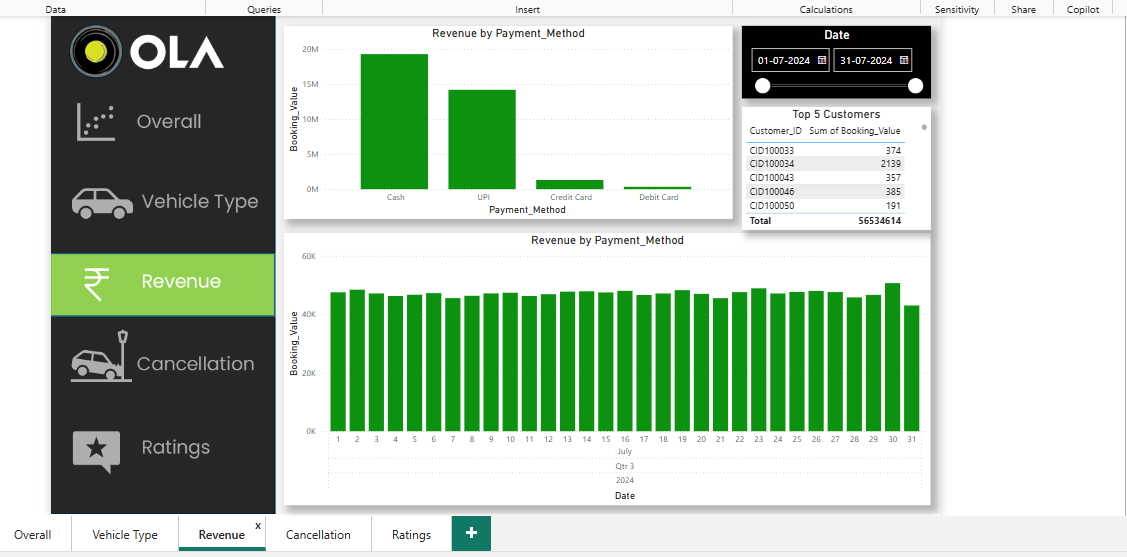 Data Queries Insert Calculations Sensitivity Share Copilot
OLA
Overall
Vehicle Type
Revenue
Cancellation
Ratings
Revenue by Payment_Method
20M
15M
10M
5M
0M
Booking_Value
Cash UPI Credit Card Debit Card
Payment_Method
Date
01-07-2024 31-07-2024
Top 5 Customers
Customer_ID Sum of Booking_Value
CID100033 374
CID100034 2139
CID100043 357
CID100046 385
CID100050 191
Total 56534614
Revenue by Payment_Method
60K
40K
20K
0K
Booking_Value
1 2 3 4 5 6 7 8 9 10 11 12 13 14 15 16 17 18 19 20 21 22 23 24 25 26 27 28 29 30 31
July
Qtr 3
2024
Date
Overall Vehicle Type Revenue x Cancellation Ratings +